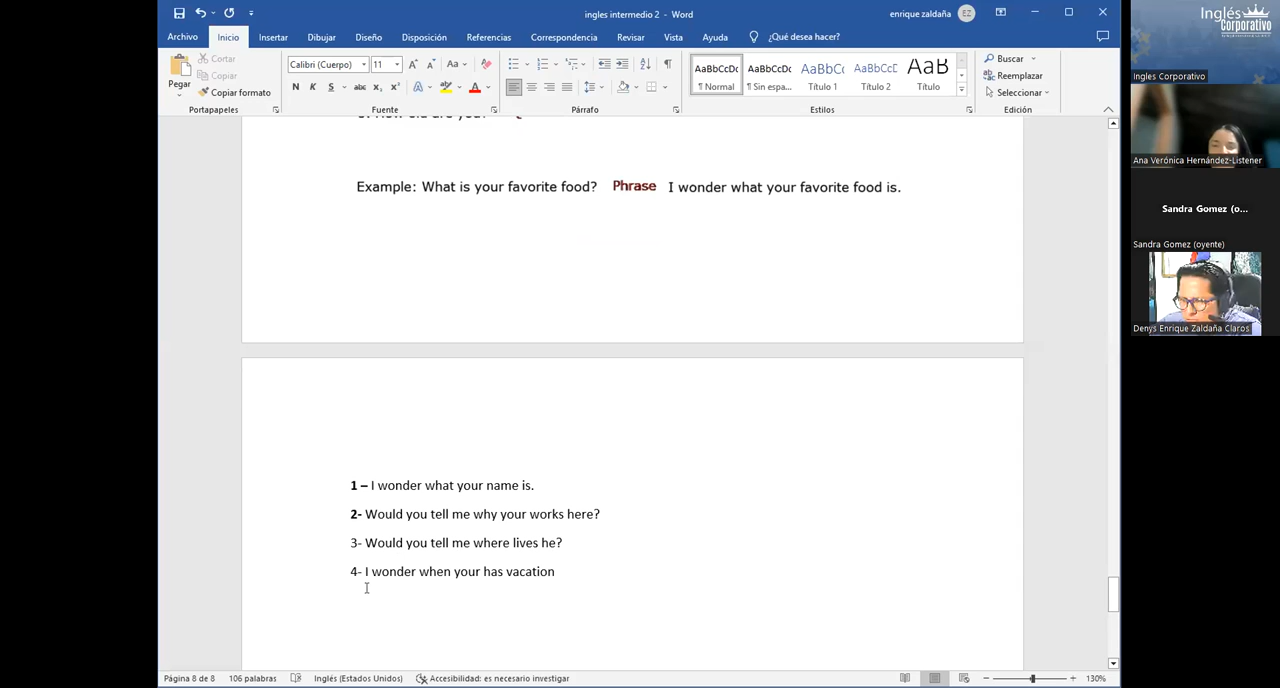 ingles intermedio 2 - Word
enrique zaldaña
EZ
Archivo
Inicio
Insertar
Dibujar
Diseño
Disposición
Referencias
Correspondencia
Revisar
Vista
Ayuda
¿Qué desea hacer?
Pegar
Cortar
Copiar
Copiar formato
Portapapeles
Calibri (Cuerpo)
11
N K S abc x₂ x²
Fuente
Párrafo
AaBbCcDc
¶ Normal
AaBbCcDc
¶ Sin espa...
AaBbCc
Título 1
AaBbCcD
Título 2
AaB
Título
Estilos
Buscar
Reemplazar
Seleccionar
Edición
Example: What is your favorite food? Phrase I wonder what your favorite food is.
1 – I wonder what your name is.
2- Would you tell me why your works here?
3- Would you tell me where lives he?
4- I wonder when your has vacation
Página 8 de 8
106 palabras
Inglés (Estados Unidos)
Accesibilidad: es necesario investigar
130%
Inglés
Corporativo
Ingles Corporativo
Ana Verónica Hernández-Listener
Sandra Gomez (o...
Sandra Gomez (oyente)
Denys Enrique Zaldaña Claros